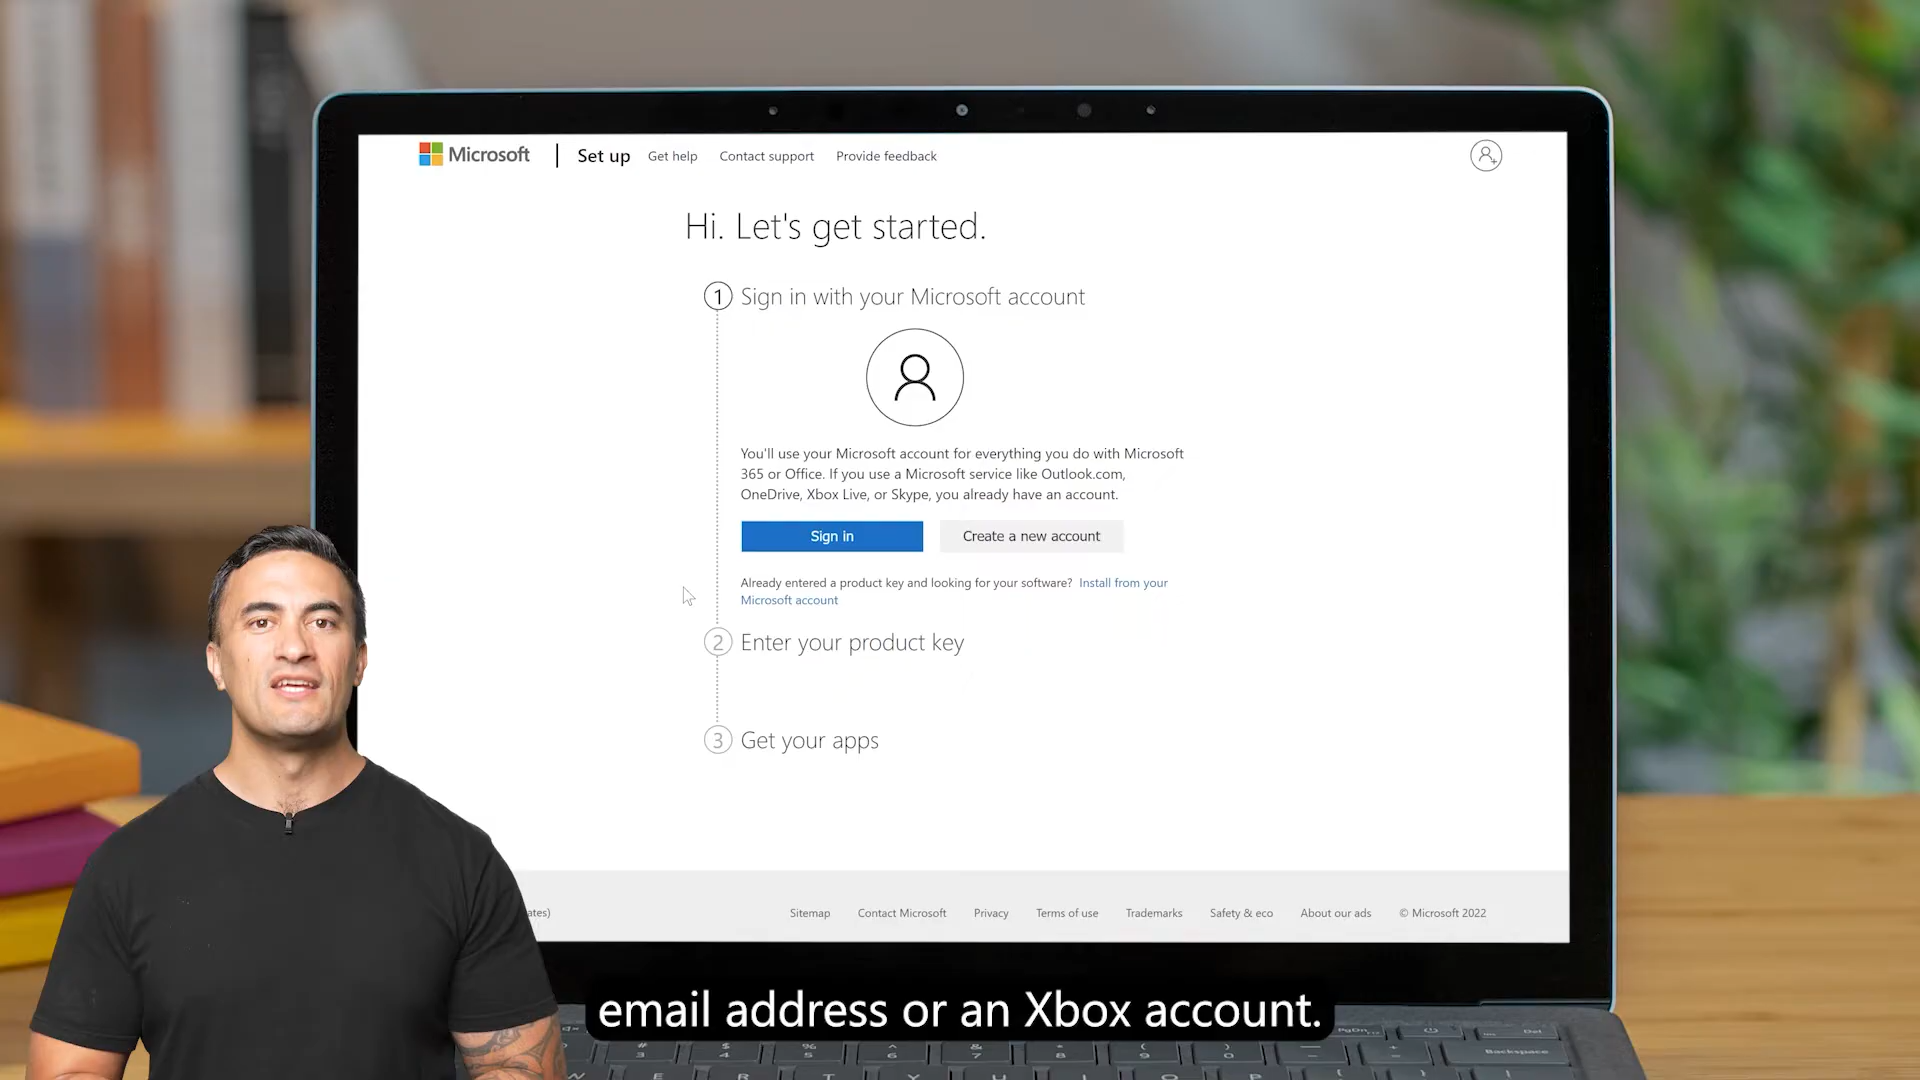 Microsoft | Set up Get help Contact support Provide feedback
Hi. Let's get started.
1 Sign in with your Microsoft account
You'll use your Microsoft account for everything you do with Microsoft
365 or Office. If you use a Microsoft service like Outlook.com,
OneDrive, Xbox Live, or Skype, you already have an account.
Sign in Create a new account
Already entered a product key and looking for your software? Install from your
Microsoft account
2 Enter your product key
3 Get your apps
ates) Sitemap Contact Microsoft Privacy Terms of use Trademarks Safety & eco About our ads © Microsoft 2022
email address or an Xbox account.
Backspace